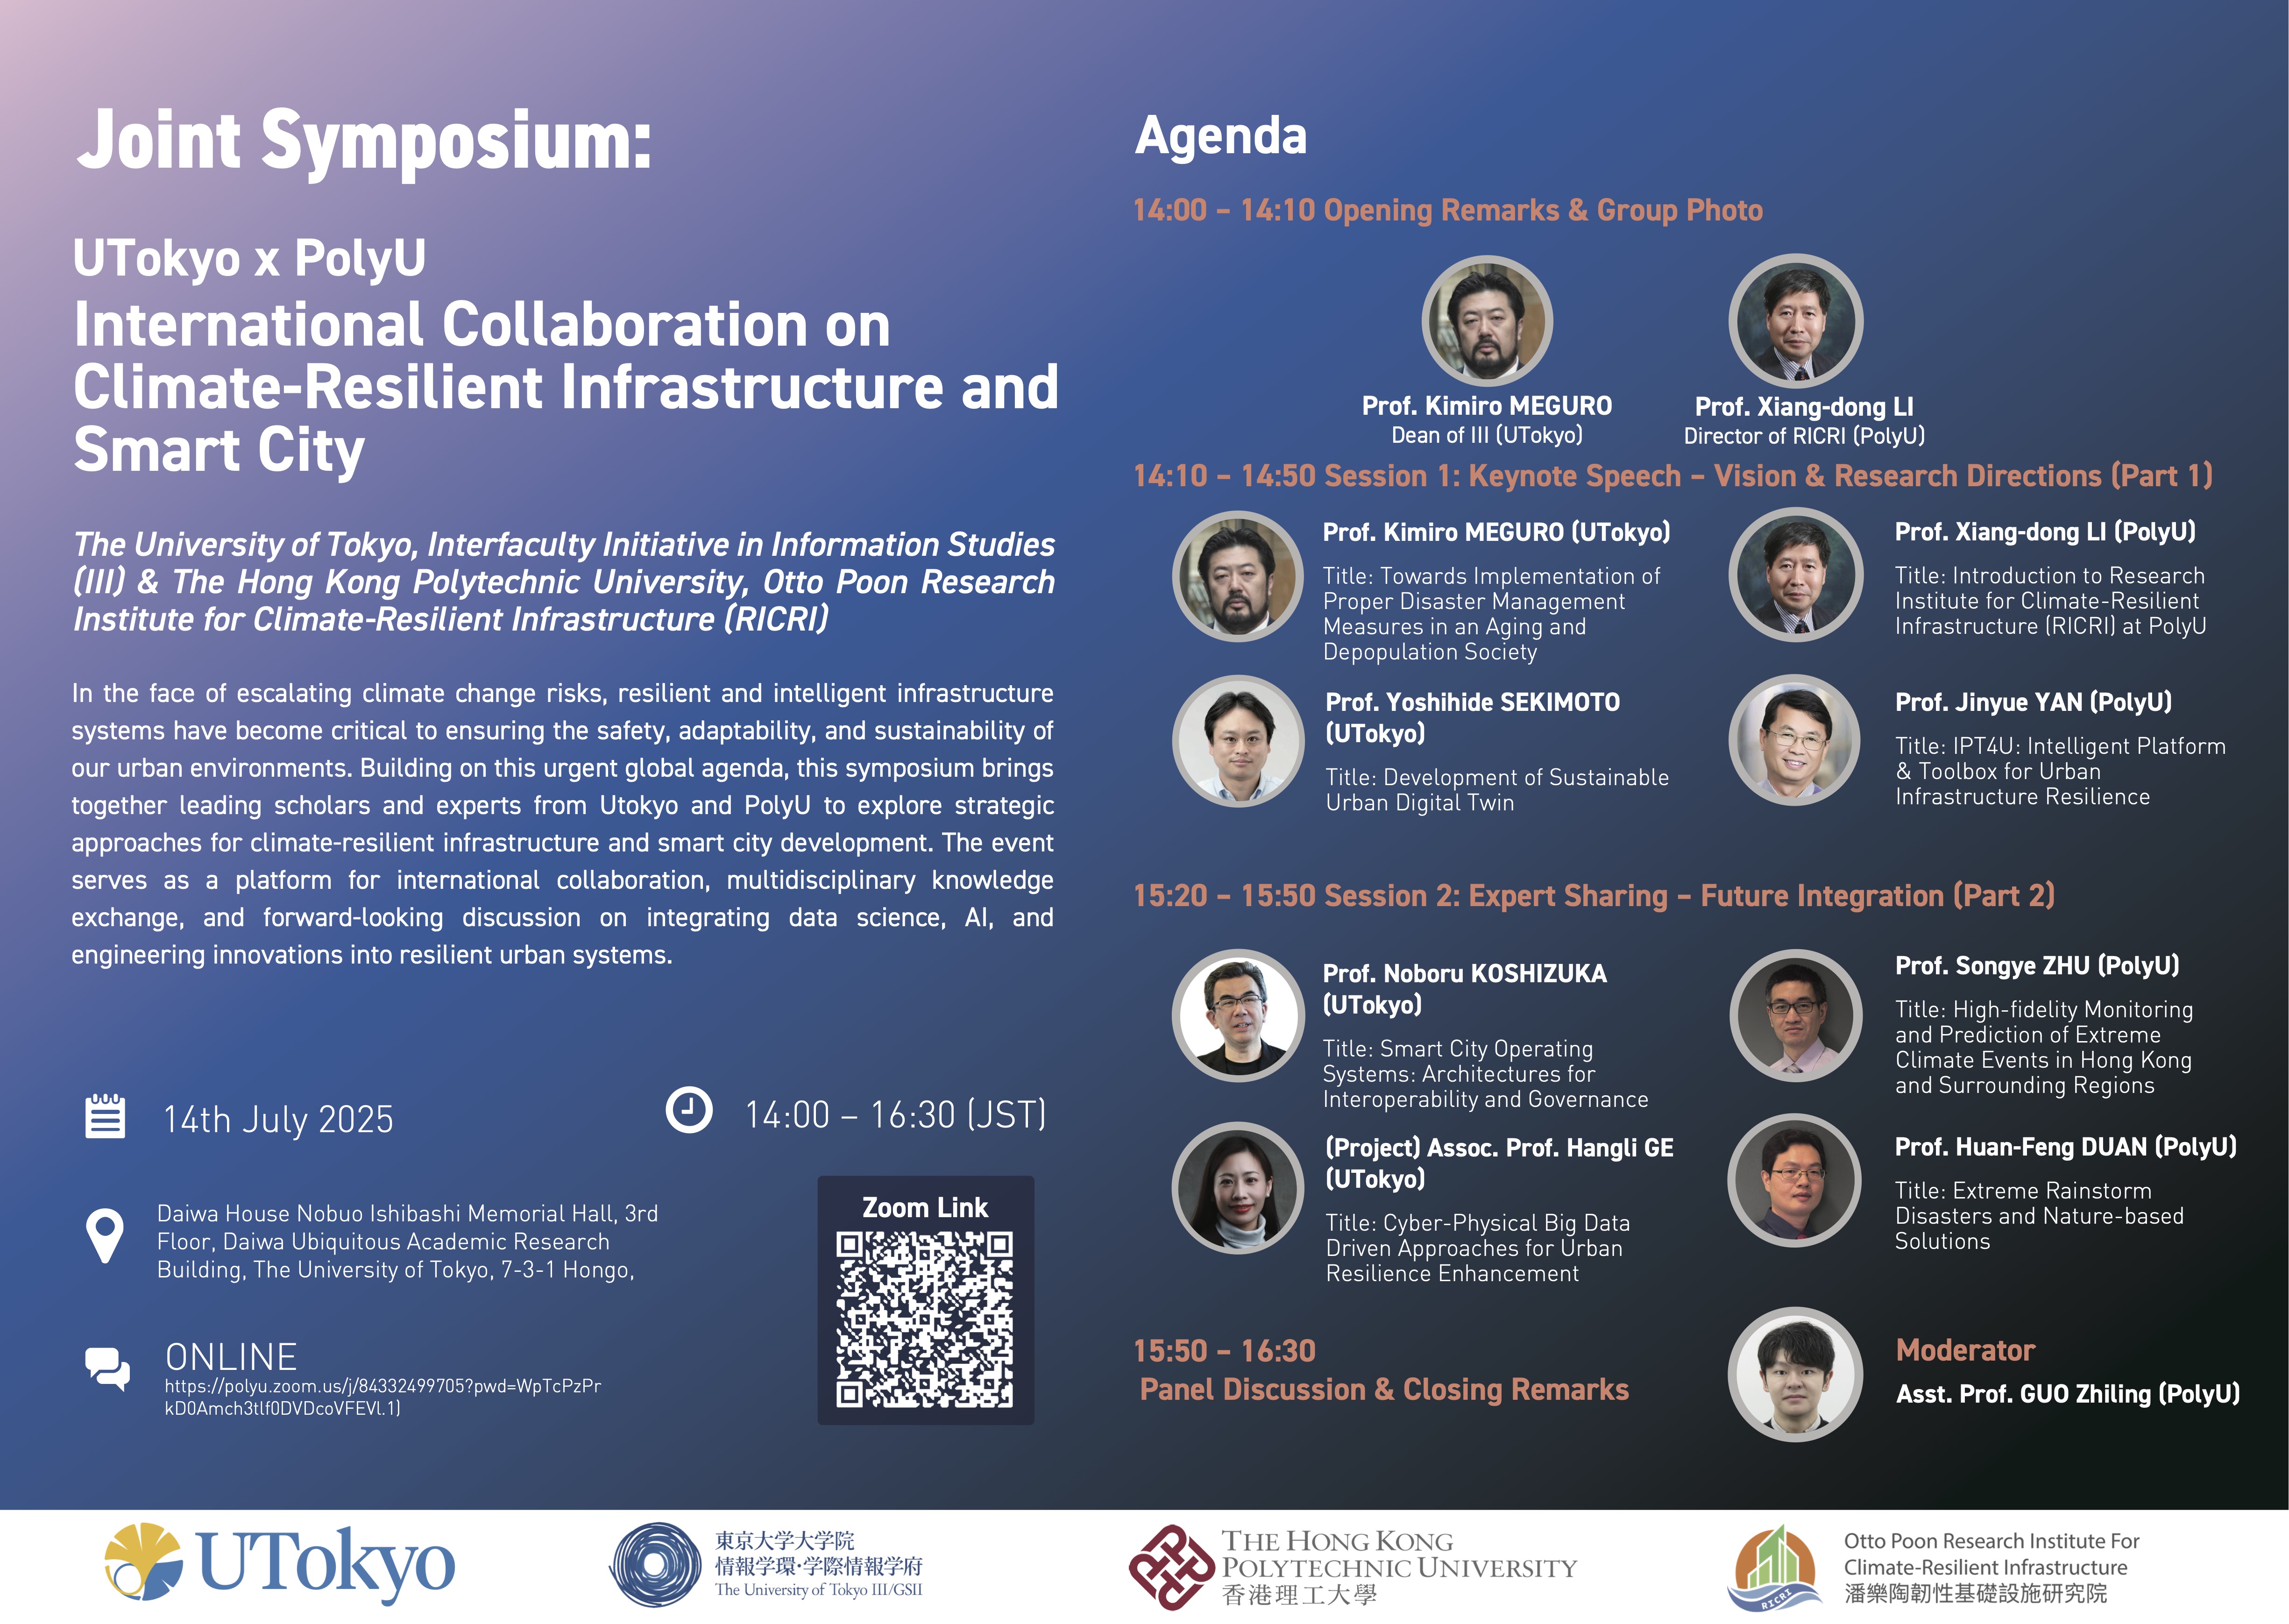 Joint Symposium:
UTokyo x PolyU
International Collaboration on
Climate-Resilient Infrastructure and
Smart City
The University of Tokyo, Interfaculty Initiative in Information Studies
(III) & The Hong Kong Polytechnic University, Otto Poon Research
Institute for Climate-Resilient Infrastructure (RICRI)
In the face of escalating climate change risks, resilient and intelligent infrastructure
systems have become critical to ensuring the safety, adaptability, and sustainability of
our urban environments. Building on this urgent global agenda, this symposium brings
together leading scholars and experts from Utokyo and PolyU to explore strategic
approaches for climate-resilient infrastructure and smart city development. The event
serves as a platform for international collaboration, multidisciplinary knowledge
exchange, and forward-looking discussion on integrating data science, AI, and
engineering innovations into resilient urban systems.
14th July 2025
14:00 – 16:30 (JST)
Daiwa House Nobuo Ishibashi Memorial Hall, 3rd
Floor, Daiwa Ubiquitous Academic Research
Building, The University of Tokyo, 7-3-1 Hongo,
ONLINE
https://polyu.zoom.us/j/84332499705?pwd=WpTcPzPr
kD0Amch3tlf0DVDcoVFEVl.1)
Zoom Link
Agenda
14:00 – 14:10 Opening Remarks & Group Photo
Prof. Kimiro MEGURO
Dean of III (UTokyo)
Prof. Xiang-dong LI
Director of RICRI (PolyU)
14:10 – 14:50 Session 1: Keynote Speech – Vision & Research Directions (Part 1)
Prof. Kimiro MEGURO (UTokyo)
Title: Towards Implementation of
Proper Disaster Management
Measures in an Aging and
Depopulation Society
Prof. Xiang-dong LI (PolyU)
Title: Introduction to Research
Institute for Climate-Resilient
Infrastructure (RICRI) at PolyU
Prof. Yoshihide SEKIMOTO
(UTokyo)
Title: Development of Sustainable
Urban Digital Twin
Prof. Jinyue YAN (PolyU)
Title: IPT4U: Intelligent Platform
& Toolbox for Urban
Infrastructure Resilience
15:20 – 15:50 Session 2: Expert Sharing – Future Integration (Part 2)
Prof. Noboru KOSHIZUKA
(UTokyo)
Title: Smart City Operating
Systems: Architectures for
Interoperability and Governance
Prof. Songye ZHU (PolyU)
Title: High-fidelity Monitoring
and Prediction of Extreme
Climate Events in Hong Kong
and Surrounding Regions
(Project) Assoc. Prof. Hangli GE
(UTokyo)
Title: Cyber-Physical Big Data
Driven Approaches for Urban
Resilience Enhancement
Prof. Huan-Feng DUAN (PolyU)
Title: Extreme Rainstorm
Disasters and Nature-based
Solutions
15:50 – 16:30
Panel Discussion & Closing Remarks
Moderator
Asst. Prof. GUO Zhiling (PolyU)
UTokyo
東京大学大学院
情報学環・学際情報学府
The University of Tokyo III/GSII
THE HONG KONG
POLYTECHNIC UNIVERSITY
香港理工大學
RICRI
Otto Poon Research Institute For
Climate-Resilient Infrastructure
潘樂陶韌性基礎設施研究院